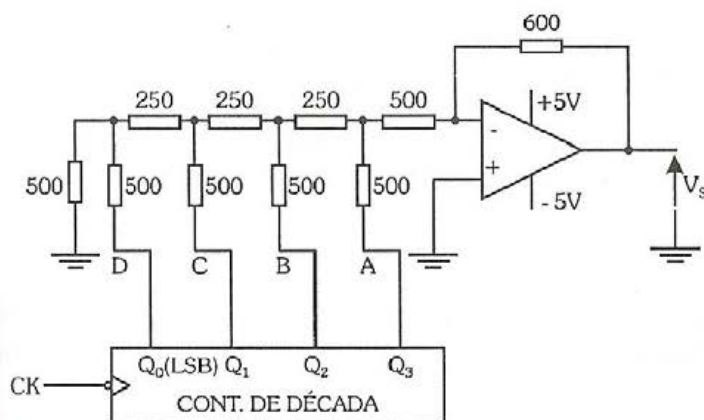 600
250 250 250 500
+5V
-
+
500 500 500 500 500
-5V
Vs
D C B A
Q0(LSB) Q1 Q2 Q3
CK
CONT. DE DÉCADA